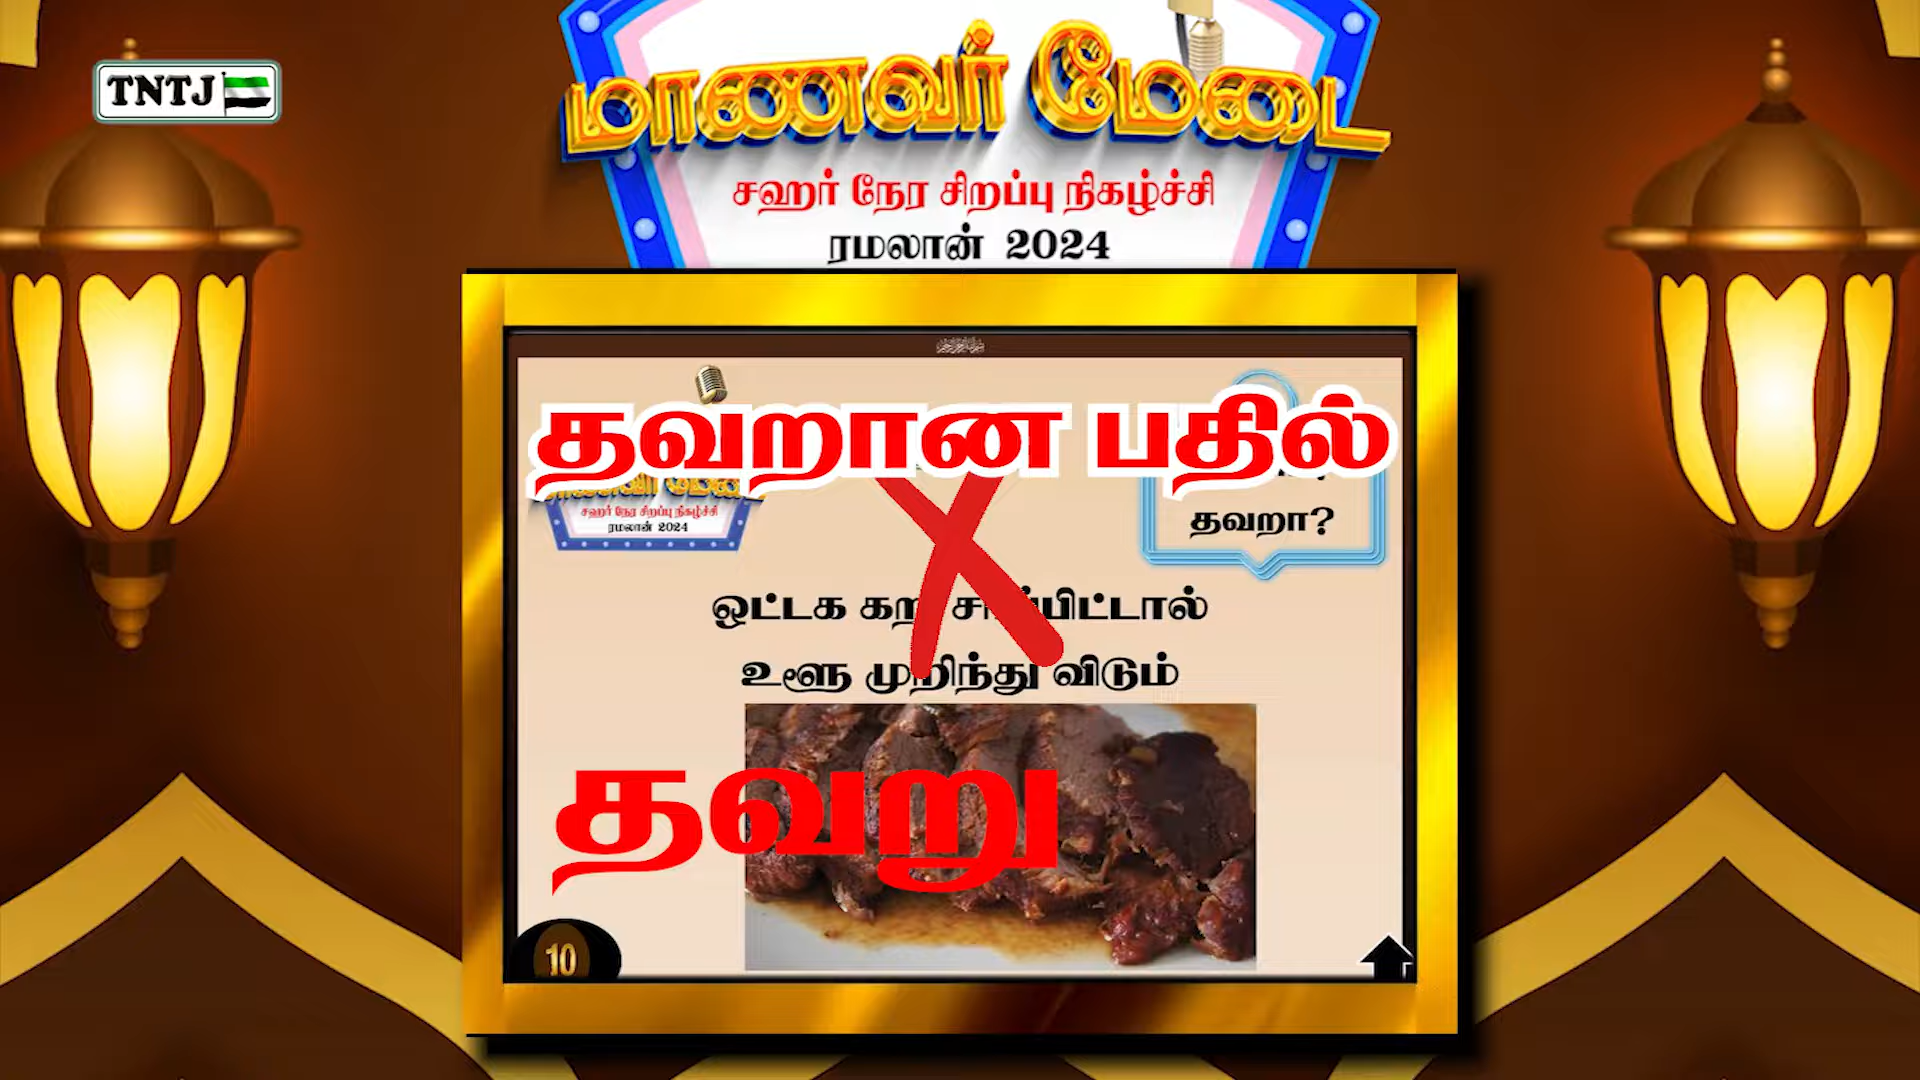 TNTJ
மாணவர் மேடை
சஹர் நேர சிறப்பு நிகழ்ச்சி
ரமலான் 2024
தவறான பதில்
மாணவர் மேடை
சஹர் நேர சிறப்பு நிகழ்ச்சி
ரமலான் 2024
தவறா?
ஒட்டக கறி சாப்பிட்டால்
உளூ முறிந்து விடும்
தவறு
10